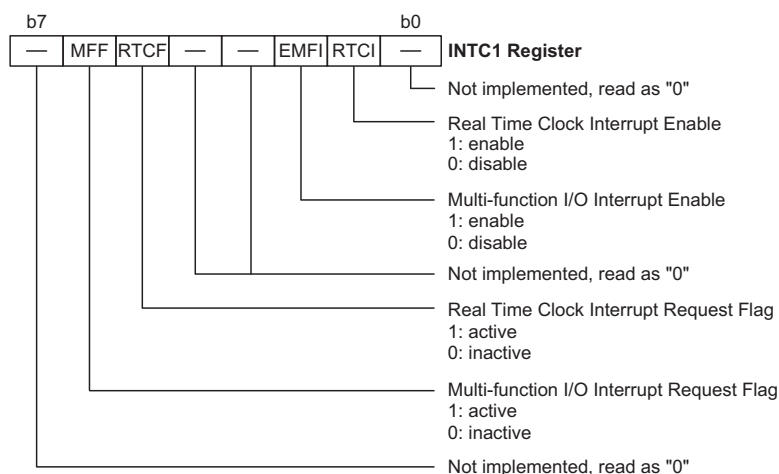 b7 b0
— MFF RTCF — — EMFI RTCI — INTC1 Register
Not implemented, read as "0"
Real Time Clock Interrupt Enable
1: enable
0: disable
Multi-function I/O Interrupt Enable
1: enable
0: disable
Not implemented, read as "0"
Real Time Clock Interrupt Request Flag
1: active
0: inactive
Multi-function I/O Interrupt Request Flag
1: active
0: inactive
Not implemented, read as "0"